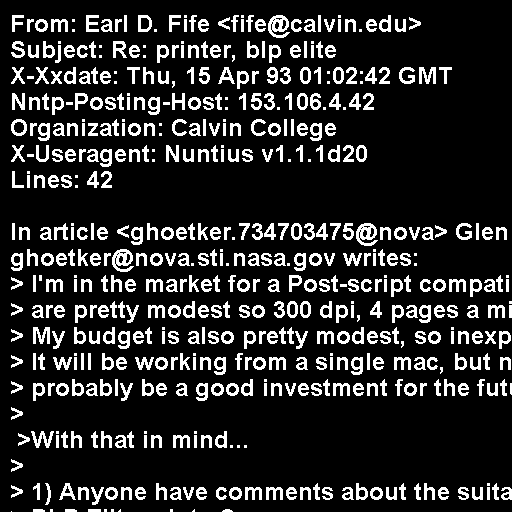 From: Earl D. Fife <fife@calvin.edu>
Subject: Re: printer, blp elite
X-Xxdate: Thu, 15 Apr 93 01:02:42 GMT
Nntp-Posting-Host: 153.106.4.42
Organization: Calvin College
X-Useragent: Nuntius v1.1.1d20
Lines: 42

In article <ghoetker.734703475@nova> Glen
ghoetker@nova.sti.nasa.gov writes:
> I'm in the market for a Post-script compati
> are pretty modest so 300 dpi, 4 pages a mi
> My budget is also pretty modest, so inexp
> It will be working from a single mac, but n
> probably be a good investment for the futu
>
 >With that in mind...
>
> 1) Anyone have comments about the suita